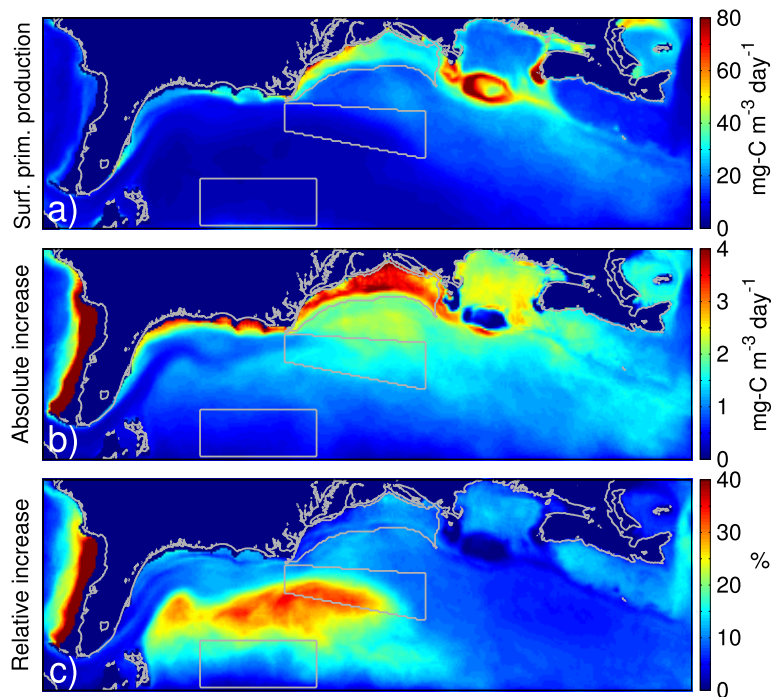 Surf. prim. production
a)
80
60
40
20
0
mg-C m⁻³ day⁻¹
Absolute increase
b)
4
3
2
1
0
mg-C m⁻³ day⁻¹
Relative increase
c)
40
30
20
10
0
%